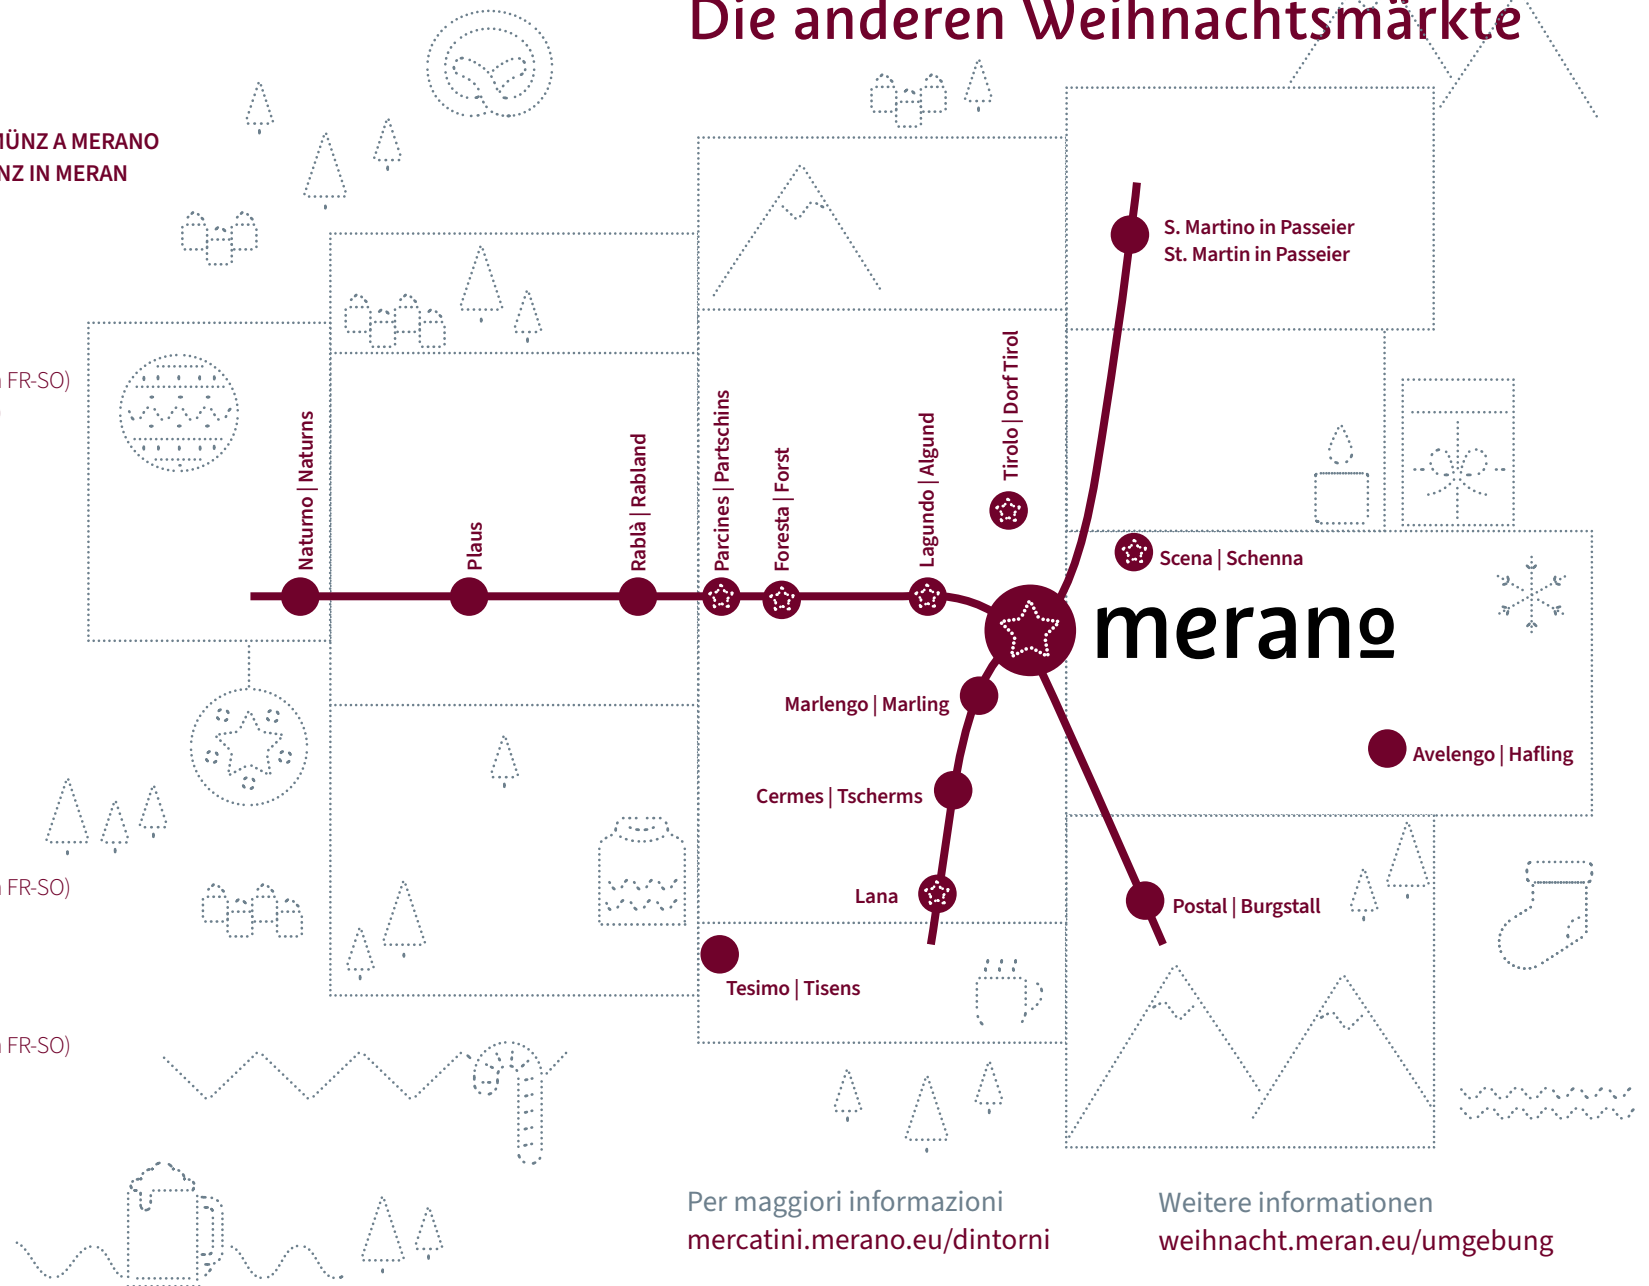 Die anderen Weihnachtsmärkte
MÜNZ A MERANO
NZ IN MERAN
FR-SO)
FR-SO)
FR-SO)
S. Martino in Passeier
St. Martin in Passeier
Tirolo | Dorf Tirol
Naturno | Naturns
Plaus
Rablà | Rabland
Parcines | Partschins
Foresta | Forst
Lagundo | Algund
Scena | Schenna
merano
Marlengo | Marling
Avelengo | Hafling
Cermes | Tscherms
Lana
Postal | Burgstall
Tesimo | Tisens
Per maggiori informazioni
mercatini.merano.eu/dintorni
Weitere informationen
weihnacht.meran.eu/umgebung